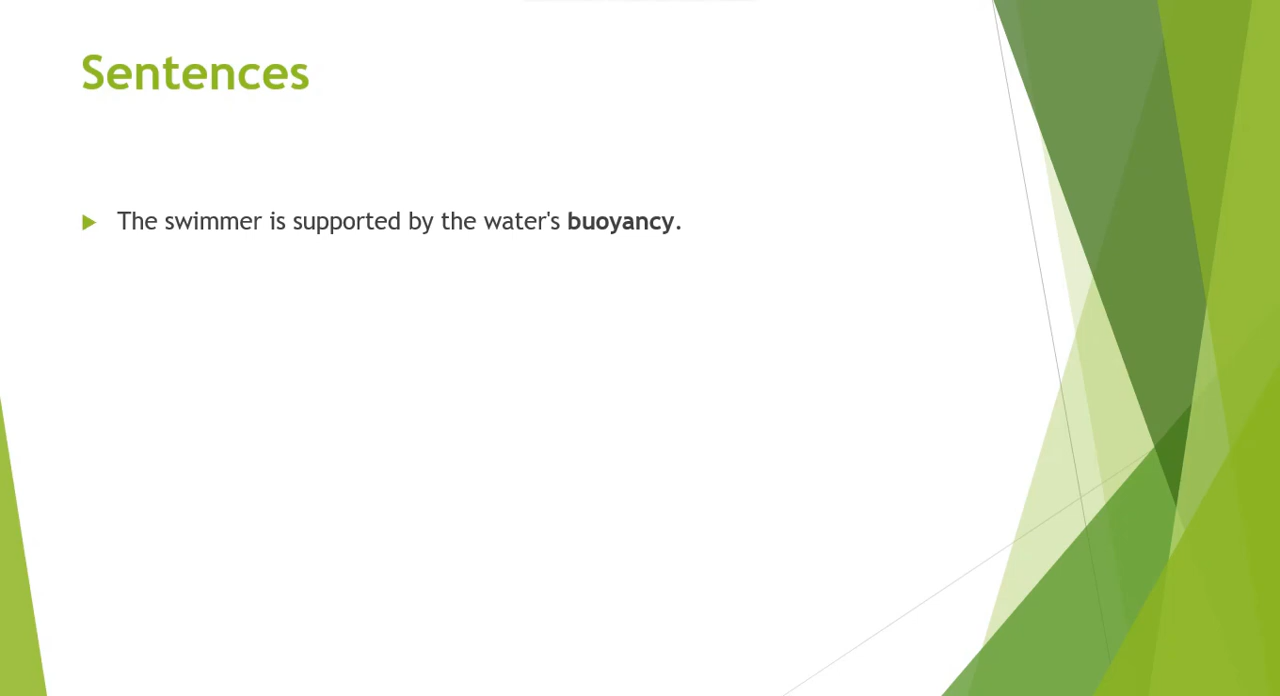 Sentences
The swimmer is supported by the water's buoyancy.